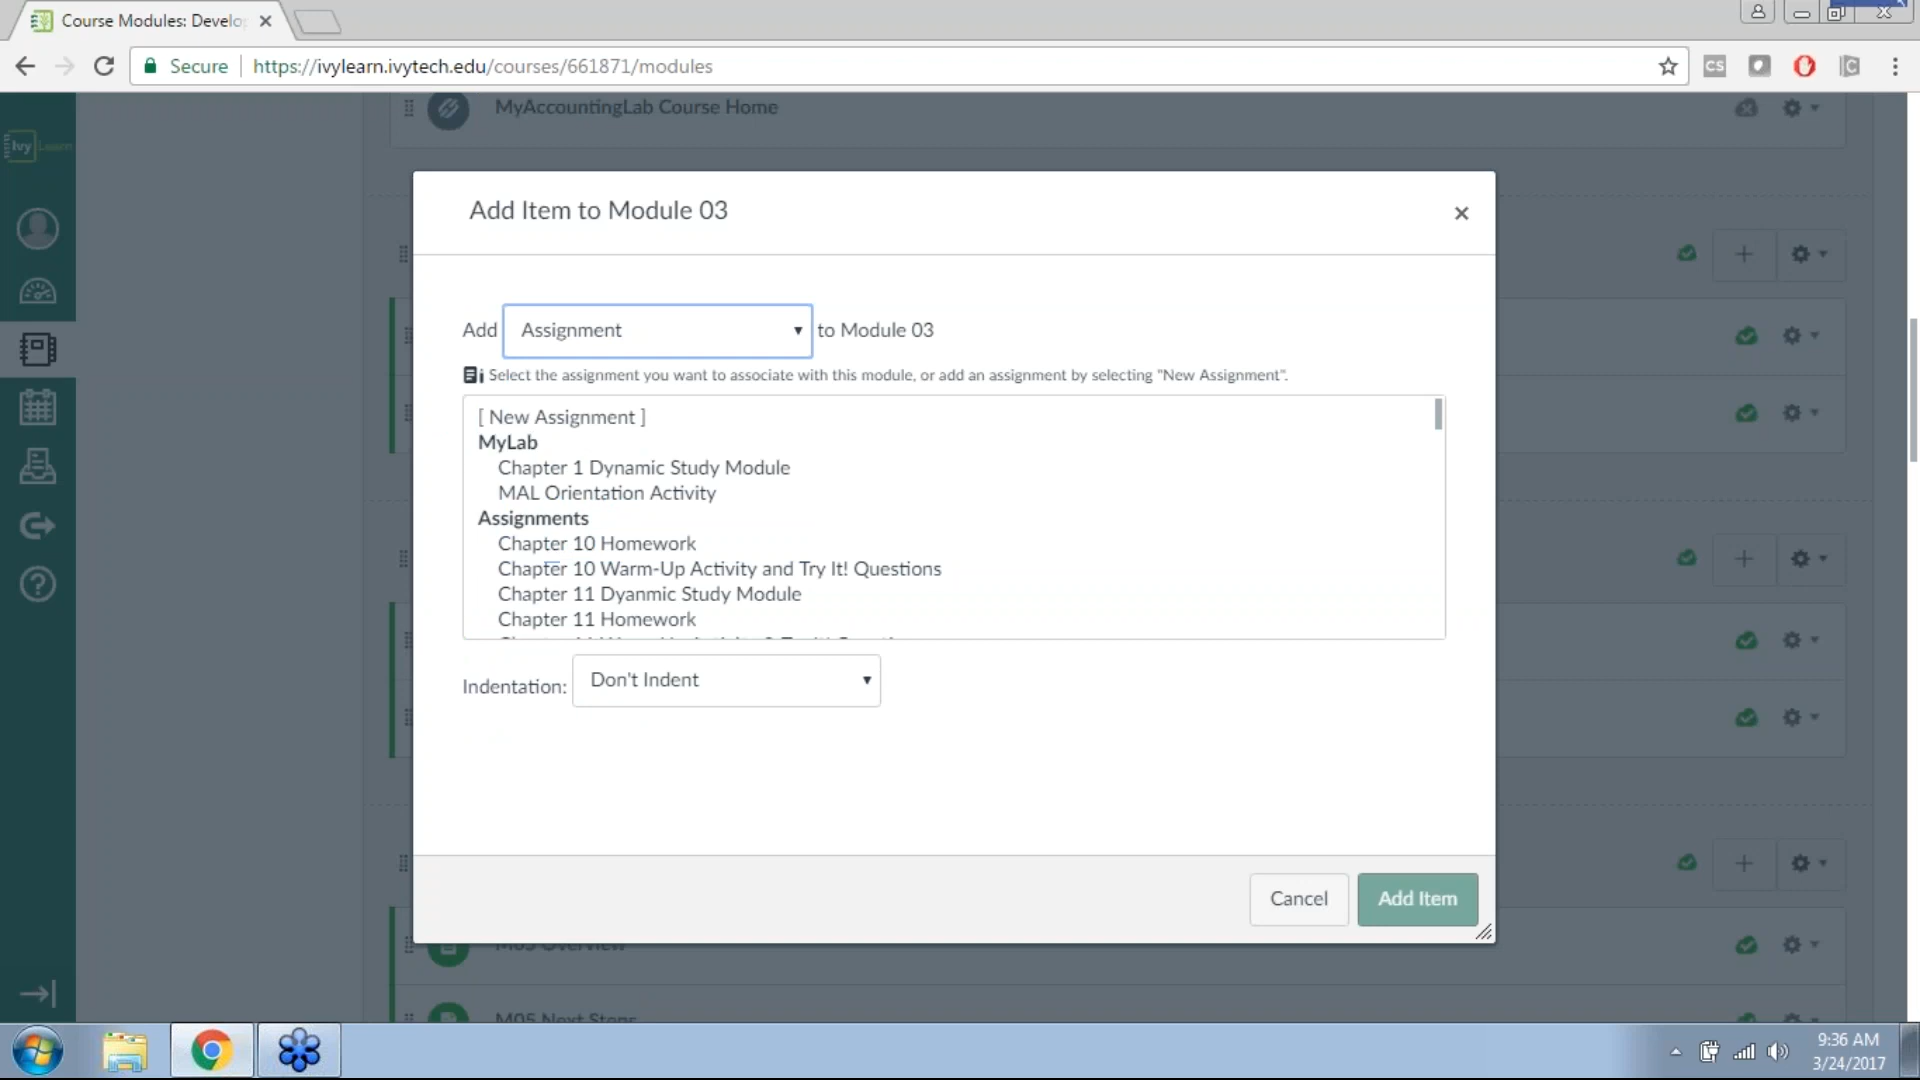 Course Modules: Develo
Secure
https://ivylearn.ivytech.edu/courses/661871/modules
CS
Ivy Learn
MyAccountingLab Course Home
Add Item to Module 03
Add
Assignment
to Module 03
Select the assignment you want to associate with this module, or add an assignment by selecting "New Assignment".
[ New Assignment ]
MyLab
Chapter 1 Dynamic Study Module
MAL Orientation Activity
Assignments
Chapter 10 Homework
Chapter 10 Warm-Up Activity and Try It! Questions
Chapter 11 Dyanmic Study Module
Chapter 11 Homework
Indentation:
Don't Indent
Cancel
Add Item
M05 Overview
M05 Next Steps
9:36 AM
3/24/2017